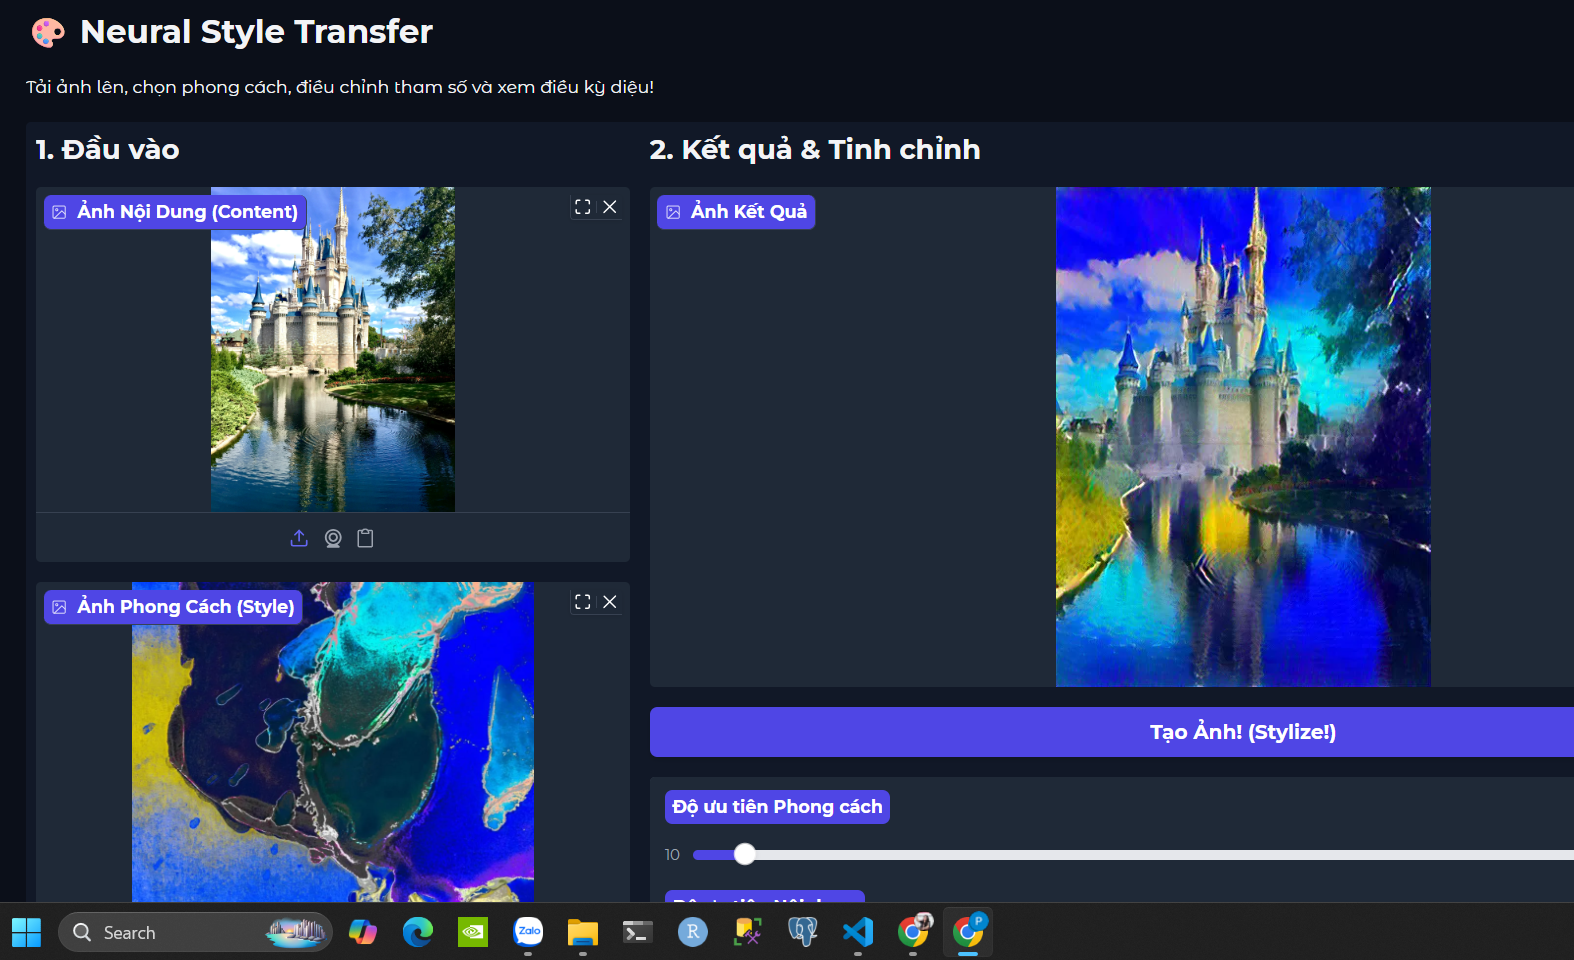 Neural Style Transfer
Tải ảnh lên, chọn phong cách, điều chỉnh tham số và xem điều kỳ diệu!
1. Đầu vào
Ảnh Nội Dung (Content)
Ảnh Phong Cách (Style)
2. Kết quả & Tinh chỉnh
Ảnh Kết Quả
Tạo Ảnh! (Stylize!)
Độ ưu tiên Phong cách
10
Search
Zalo
R
P